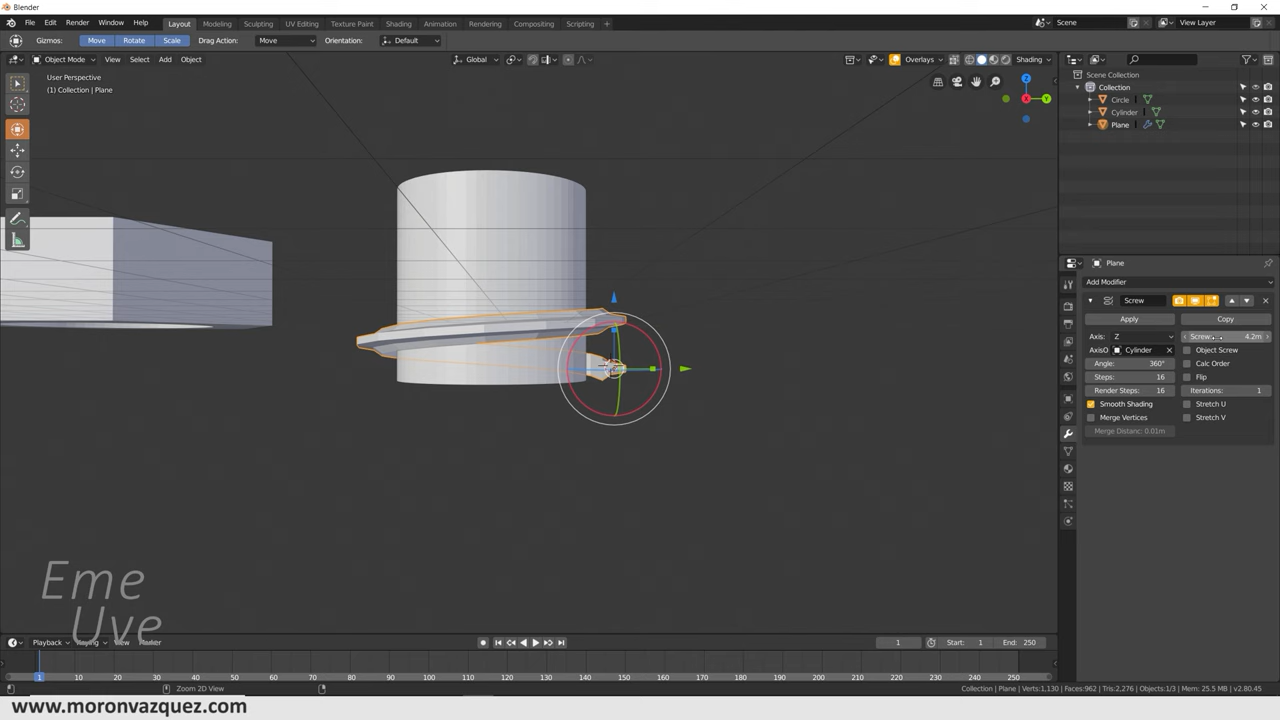 Blender
File Edit Render Window Help Layout Modeling Sculpting UV Editing Texture Paint Shading Animation Rendering Compositing Scripting + Scene View Layer
Gizmos: Move Rotate Scale Drag Action: Move Orientation: Default
Object Mode View Select Add Object Global Overlays Shading
User Perspective
(1) Collection | Plane
Scene Collection
Collection
Circle
Cylinder
Plane
Z
X
Y
Plane
Add Modifier
Screw
Apply Copy
Axis: Z Screw 4.2m
AxisO Cylinder Object Screw
Angle: 360° Calc Order
Steps: 16 Flip
Render Steps: 16 Iterations: 1
Smooth Shading Stretch U
Merge Vertices Stretch V
Merge Distanc: 0.01m
Eme
Uve
Playback Keying View Marker 1 Start: 1 End: 250
1 10 20 30 40 50 60 70 80 90 100 110 120 130 140 150 160 170 180 190 200 210 220 230 240 250
Zoom 2D View Collection | Plane | Verts:1,130 | Faces:962 | Tris:2,276 | Objects:1/3 | Mem: 25.5 MB | v2.80.45
www.moronvazquez.com